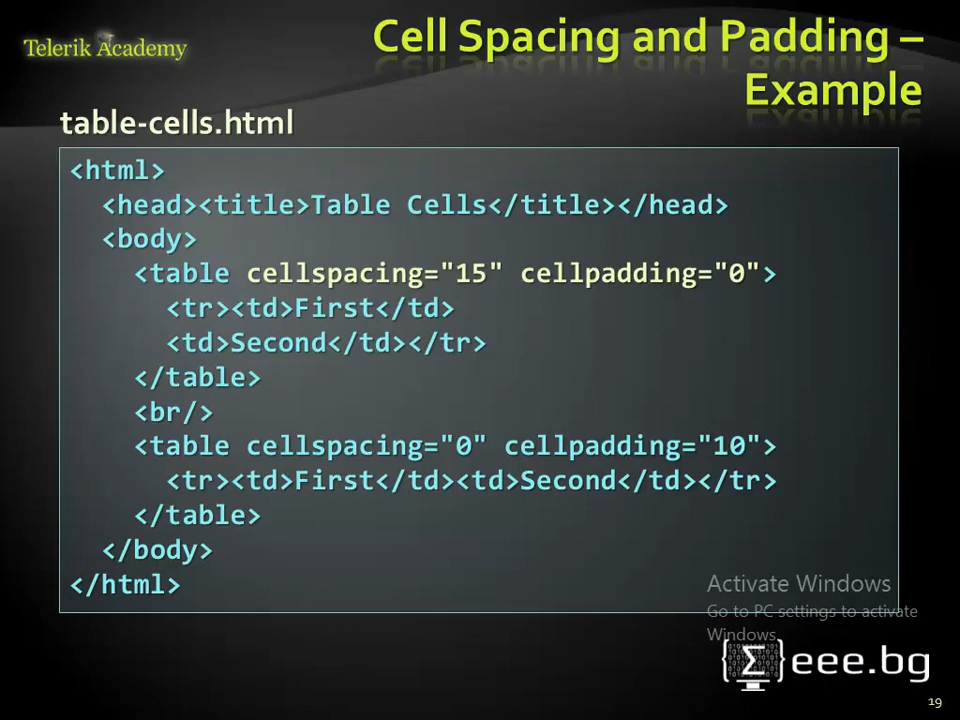 Telerik Academy
Cell Spacing and Padding –
Example
table-cells.html
<html>
  <head><title>Table Cells</title></head>
  <body>
    <table cellspacing="15" cellpadding="0">
      <tr><td>First</td>
      <td>Second</td></tr>
    </table>
    <br/>
    <table cellspacing="0" cellpadding="10">
      <tr><td>First</td><td>Second</td></tr>
    </table>
  </body>
</html>
Activate Windows
Go to PC settings to activate
Windows.
{Σ}eee.bg
19